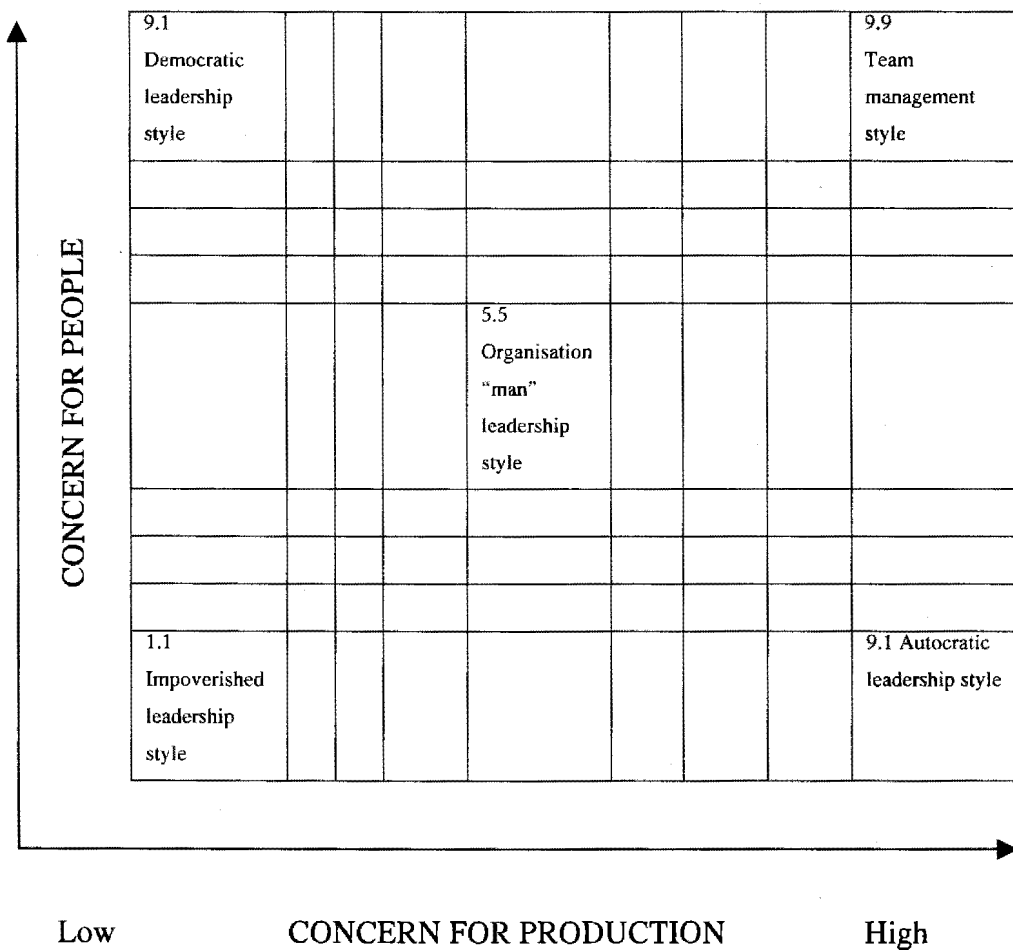 9.1
Democratic
leadership
style
9.9
Team
management
style
CONCERN FOR PEOPLE
5.5
Organisation
“man”
leadership
style
1.1
Impoverished
leadership
style
9.1 Autocratic
leadership style
Low
CONCERN FOR PRODUCTION
High